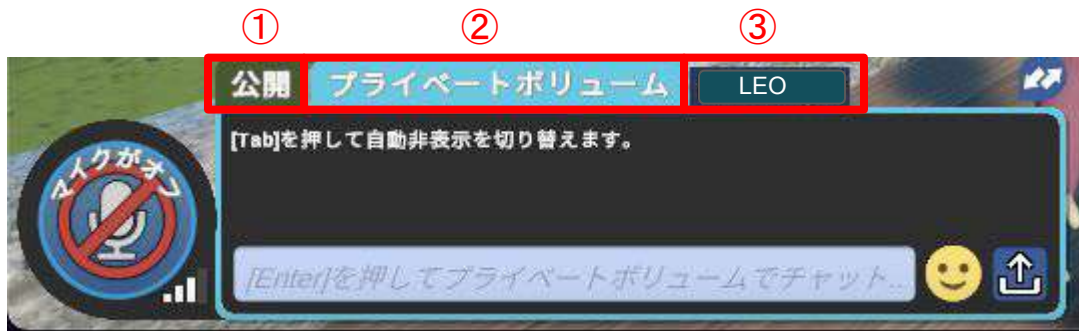 ① ② ③
公開 プライベートボリューム LEO
[Tab]を押して自動非表示を切り替えます。
マイクがオフ
[Enter]を押してプライベートボリュームでチャット...